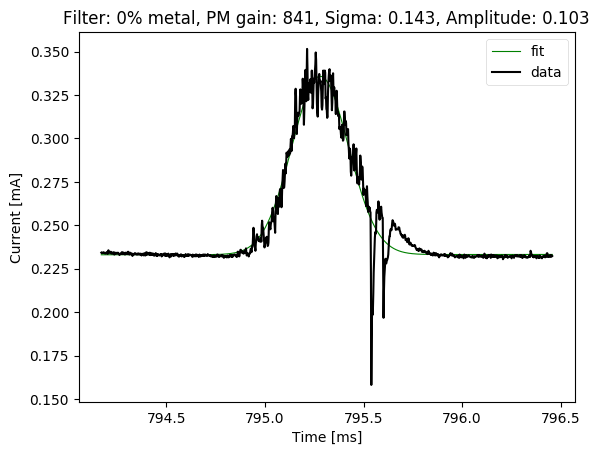 Filter: 0% metal, PM gain: 841, Sigma: 0.143, Amplitude: 0.103
fit
data
0.350
0.325
0.300
0.275
0.250
0.225
0.200
0.175
0.150
Current [mA]
794.5 795.0 795.5 796.0 796.5
Time [ms]